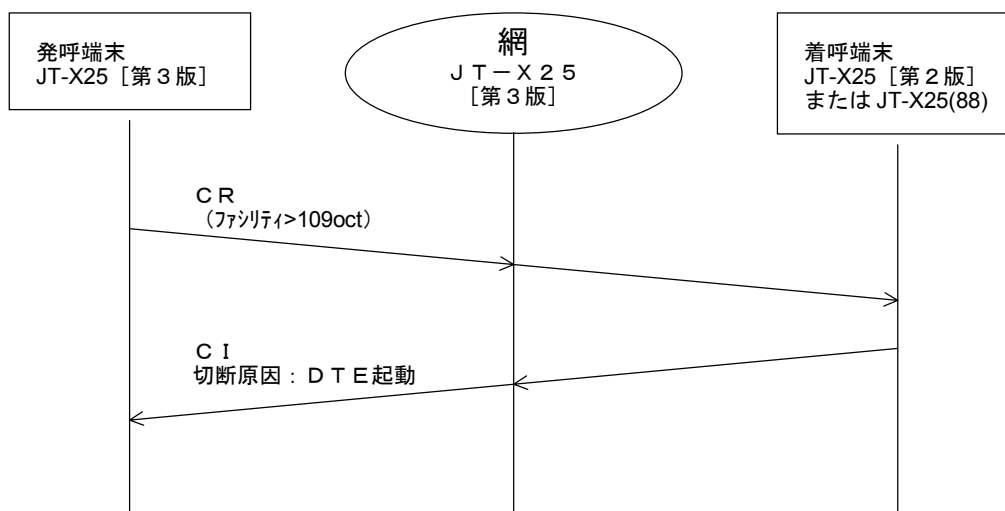 発呼端末
JT-X25［第３版］
網
ＪＴ－Ｘ２５
［第３版］
着呼端末
JT-X25［第２版］
または JT-X25(88)
ＣＲ
（ﾌｧｼﾘﾃｨ>109oct）
ＣＩ
切断原因：ＤＴＥ起動